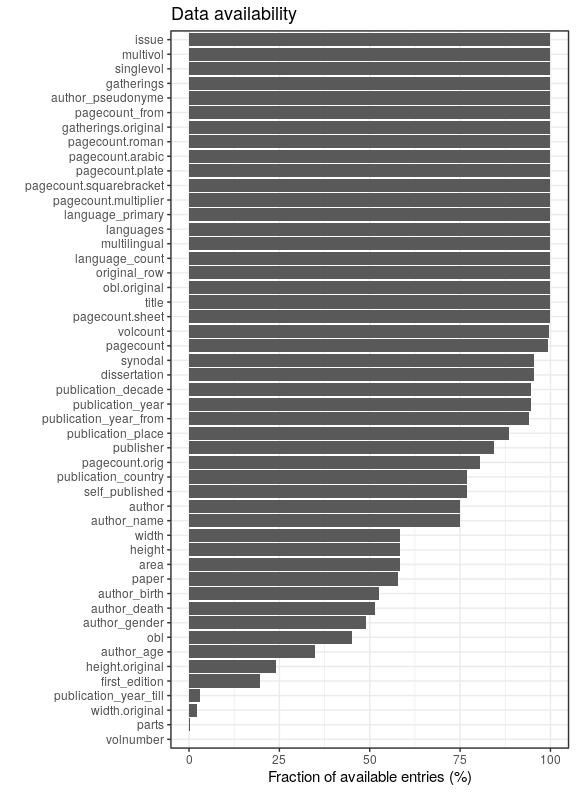 Data availability
issue
multivol
singlevol
gatherings
author_pseudonyme
pagecount_from
gatherings.original
pagecount.roman
pagecount.arabic
pagecount.plate
pagecount.squarebracket
pagecount.multiplier
language_primary
languages
multilingual
language_count
original_row
obl.original
title
pagecount.sheet
volcount
pagecount
synodal
dissertation
publication_decade
publication_year
publication_year_from
publication_place
publisher
pagecount.orig
publication_country
self_published
author
author_name
width
height
area
paper
author_birth
author_death
author_gender
obl
author_age
height.original
first_edition
publication_year_till
width.original
parts
volnumber
0 25 50 75 100
Fraction of available entries (%)